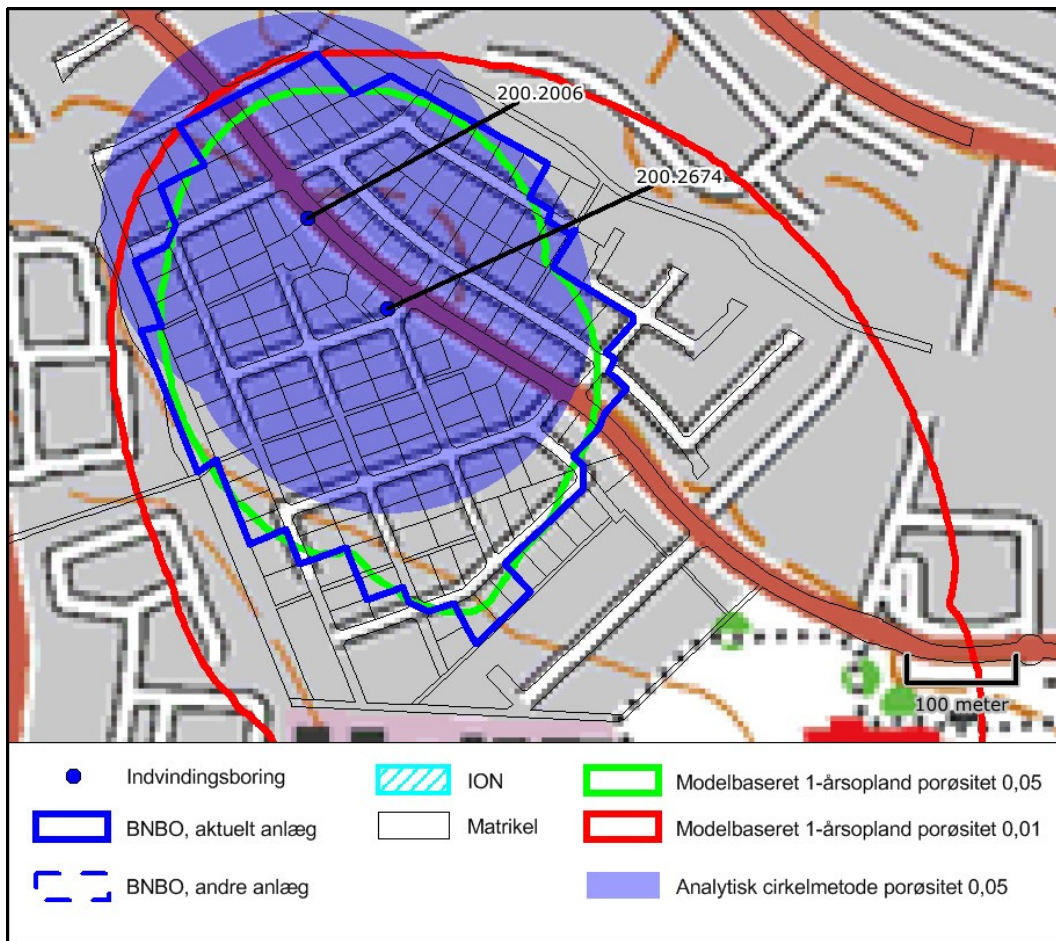 200.2006
200.2674
100 meter
Indvindingsboring
ION
Modelbaseret 1-årsopland porøsitet 0,05
BNBO, aktuelt anlæg
Matrikel
Modelbaseret 1-årsopland porøsitet 0,01
BNBO, andre anlæg
Analytisk cirkelmetode porøsitet 0,05